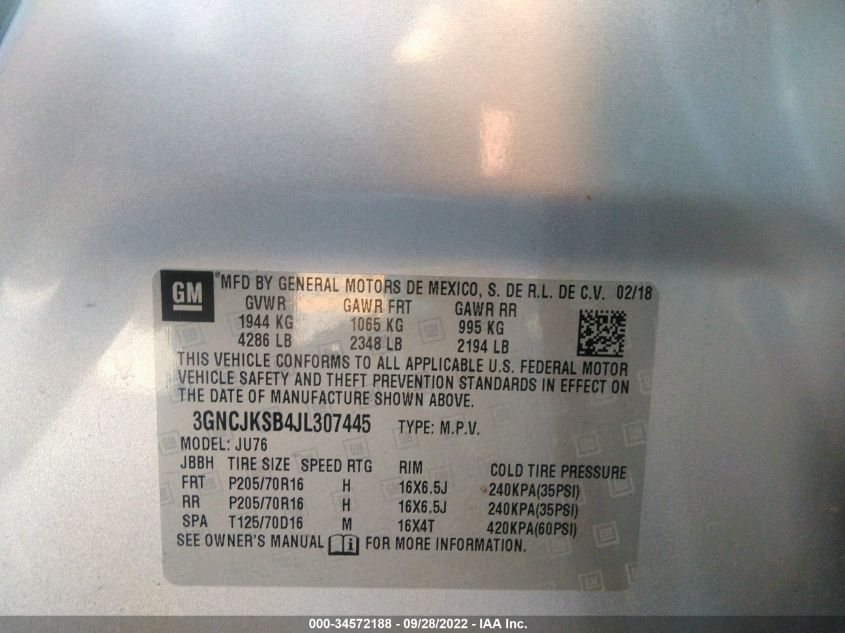 GM ®MFD BY GENERAL MOTORS DE MEXICO, S. DE R.L. DE C.V. 02/18
GVWR GAWR FRT GAWR RR
1944 KG 1065 KG 995 KG
4286 LB 2348 LB 2194 LB
THIS VEHICLE CONFORMS TO ALL APPLICABLE U.S. FEDERAL MOTOR
VEHICLE SAFETY AND THEFT PREVENTION STANDARDS IN EFFECT ON
THE DATE OF MANUFACTURE SHOWN ABOVE.
3GNCJKSB4JL307445 TYPE: M.P.V.
MODEL: JU76
JBBH TIRE SIZE SPEED RTG RIM COLD TIRE PRESSURE
FRT P205/70R16 H 16X6.5J 240KPA(35PSI)
RR P205/70R16 H 16X6.5J 240KPA(35PSI)
SPA T125/70D16 M 16X4T 420KPA(60PSI)
SEE OWNER'S MANUAL FOR MORE INFORMATION.
000-34572188 - 09/28/2022 - IAA Inc.